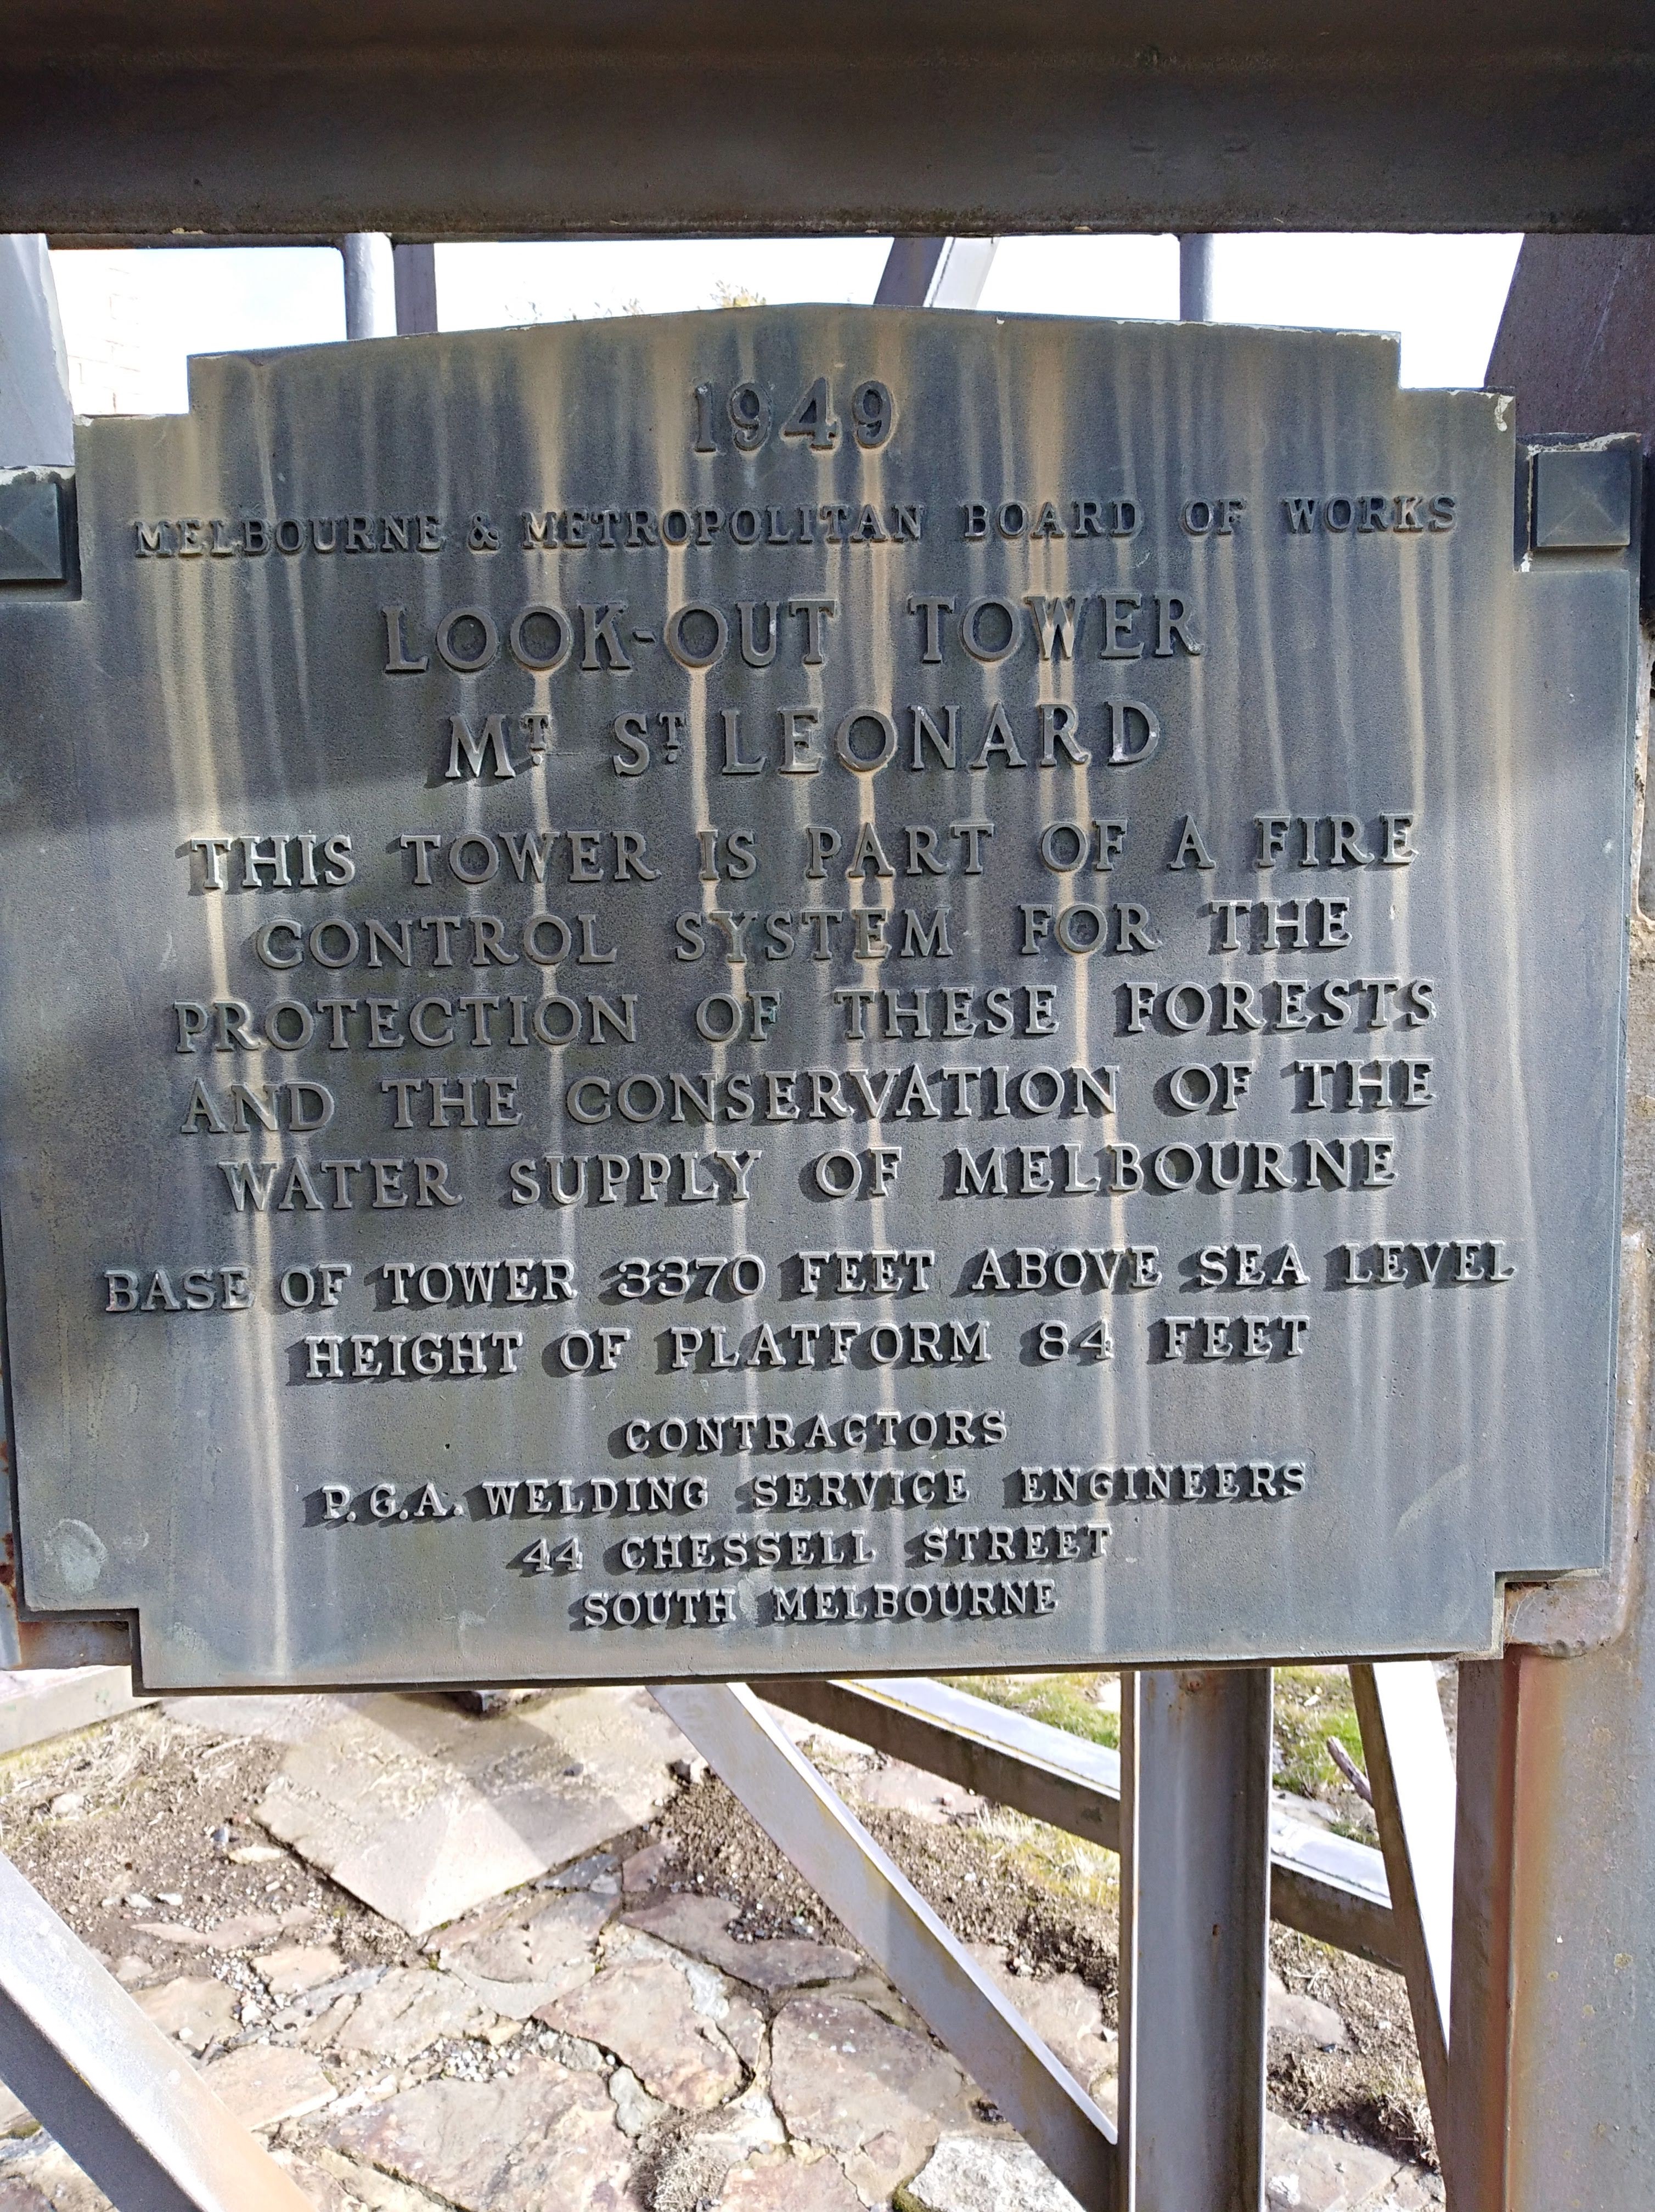 1949
MELBOURNE & METROPOLITAN BOARD OF WORKS
LOOK-OUT TOWER
MT ST LEONARD
THIS TOWER IS PART OF A FIRE
CONTROL SYSTEM FOR THE
PROTECTION OF THESE FORESTS
AND THE CONSERVATION OF THE
WATER SUPPLY OF MELBOURNE
BASE OF TOWER 3370 FEET ABOVE SEA LEVEL
HEIGHT OF PLATFORM 84 FEET
CONTRACTORS
P.G.A. WELDING SERVICE ENGINEERS
44 CHESSELL STREET
SOUTH MELBOURNE